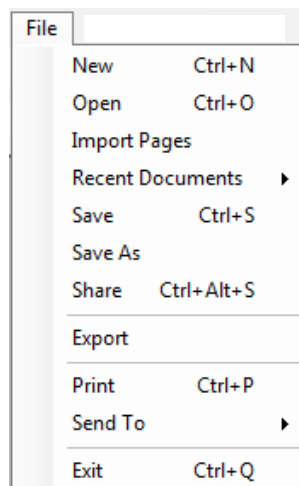 File
New Ctrl+N
Open Ctrl+O
Import Pages
Recent Documents
Save Ctrl+S
Save As
Share Ctrl+Alt+S
Export
Print Ctrl+P
Send To
Exit Ctrl+Q